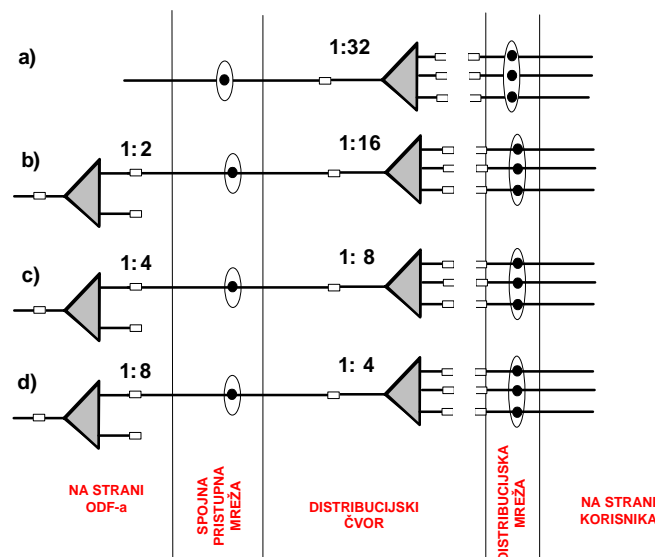 a)
1:32
b)
1:2
1:16
c)
1:4
1: 8
d)
1:8
1: 4
NA STRANI
ODF-a
SPOJNA
PRISTUPNA
MREŽA
DISTRIBUCIJSKI
ČVOR
DISTRIBUCIJSKA
MREŽA
NA STRANI
KORISNIKA